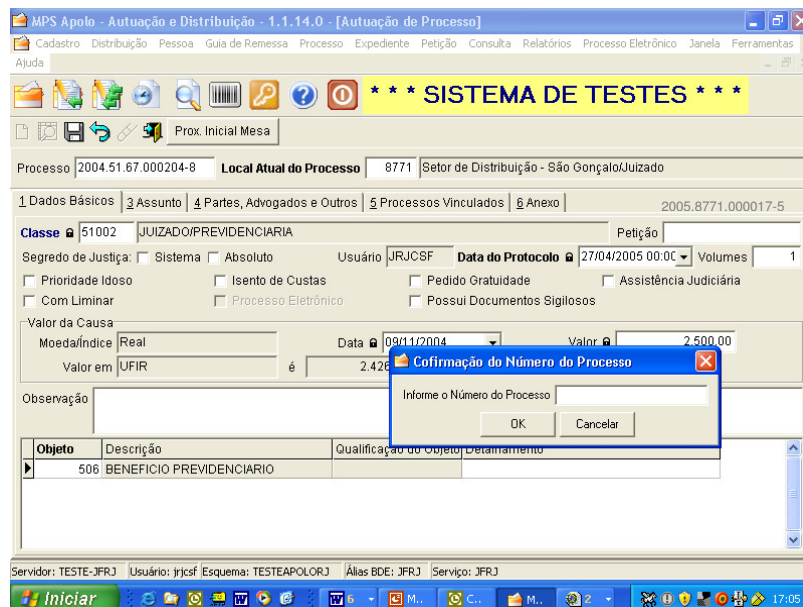 MPS Apolo - Autuação e Distribuição - 1.1.14.0 - [Autuação de Processo]
Cadastro Distribuição Pessoa Guia de Remessa Processo Expediente Petição Consulta Relatórios Processo Eletrônico Janela Ferramentas
Ajuda
* * * SISTEMA DE TESTES * * *
Prox. Inicial Mesa
Processo 2004.51.67.000204-8 Local Atual do Processo 8771 Setor de Distribuição - São Gonçalo/Juizado
1 Dados Básicos 3 Assunto 4 Partes, Advogados e Outros 5 Processos Vinculados 6 Anexo 2005.8771.000017-5
Classe 51002 JUIZADO/PREVIDENCIARIA Petição
Segredo de Justiça: Sistema Absoluto Usuário JRJCSF Data do Protocolo 27/04/2005 00:00 Volumes 1
Prioridade Idoso Isento de Custas Pedido Gratuidade Assistência Judiciária
Com Liminar Processo Eletrônico Possui Documentos Sigilosos
Valor da Causa
Moeda/Índice Real Data 09/11/2004 Valor 2.500,00
Valor em UFIR é 2.426
Cofirmação do Número do Processo
Informe o Número do Processo
OK Cancelar
Observação
Objeto Descrição Qualificação do Objeto Detalhamento
506 BENEFICIO PREVIDENCIARIO
Servidor: TESTE-JFRJ Usuário: jrjcsf Esquema: TESTEAPOLORJ Álias BDE: JFRJ Serviço: JFRJ
Iniciar 6 M.. C.. M.. 2 17:05